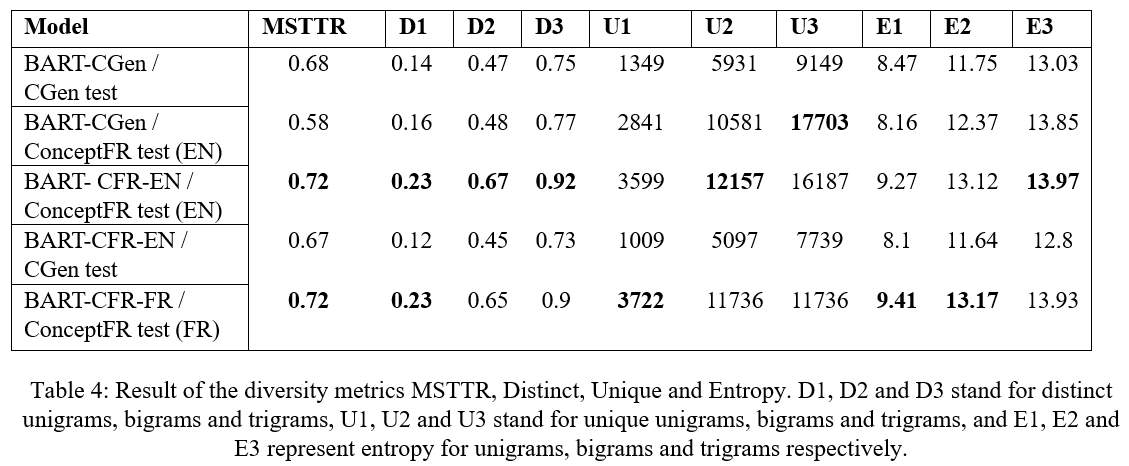 Model MSTTR D1 D2 D3 U1 U2 U3 E1 E2 E3
BART-CGen / 0.68 0.14 0.47 0.75 1349 5931 9149 8.47 11.75 13.03
CGen test
BART-CGen / 0.58 0.16 0.48 0.77 2841 10581 17703 8.16 12.37 13.85
ConceptFR test (EN)
BART- CFR-EN / 0.72 0.23 0.67 0.92 3599 12157 16187 9.27 13.12 13.97
ConceptFR test (EN)
BART-CFR-EN / 0.67 0.12 0.45 0.73 1009 5097 7739 8.1 11.64 12.8
CGen test
BART-CFR-FR / 0.72 0.23 0.65 0.9 3722 11736 11736 9.41 13.17 13.93
ConceptFR test (FR)
Table 4: Result of the diversity metrics MSTTR, Distinct, Unique and Entropy. D1, D2 and D3 stand for distinct
unigrams, bigrams and trigrams, U1, U2 and U3 stand for unique unigrams, bigrams and trigrams, and E1, E2 and
E3 represent entropy for unigrams, bigrams and trigrams respectively.